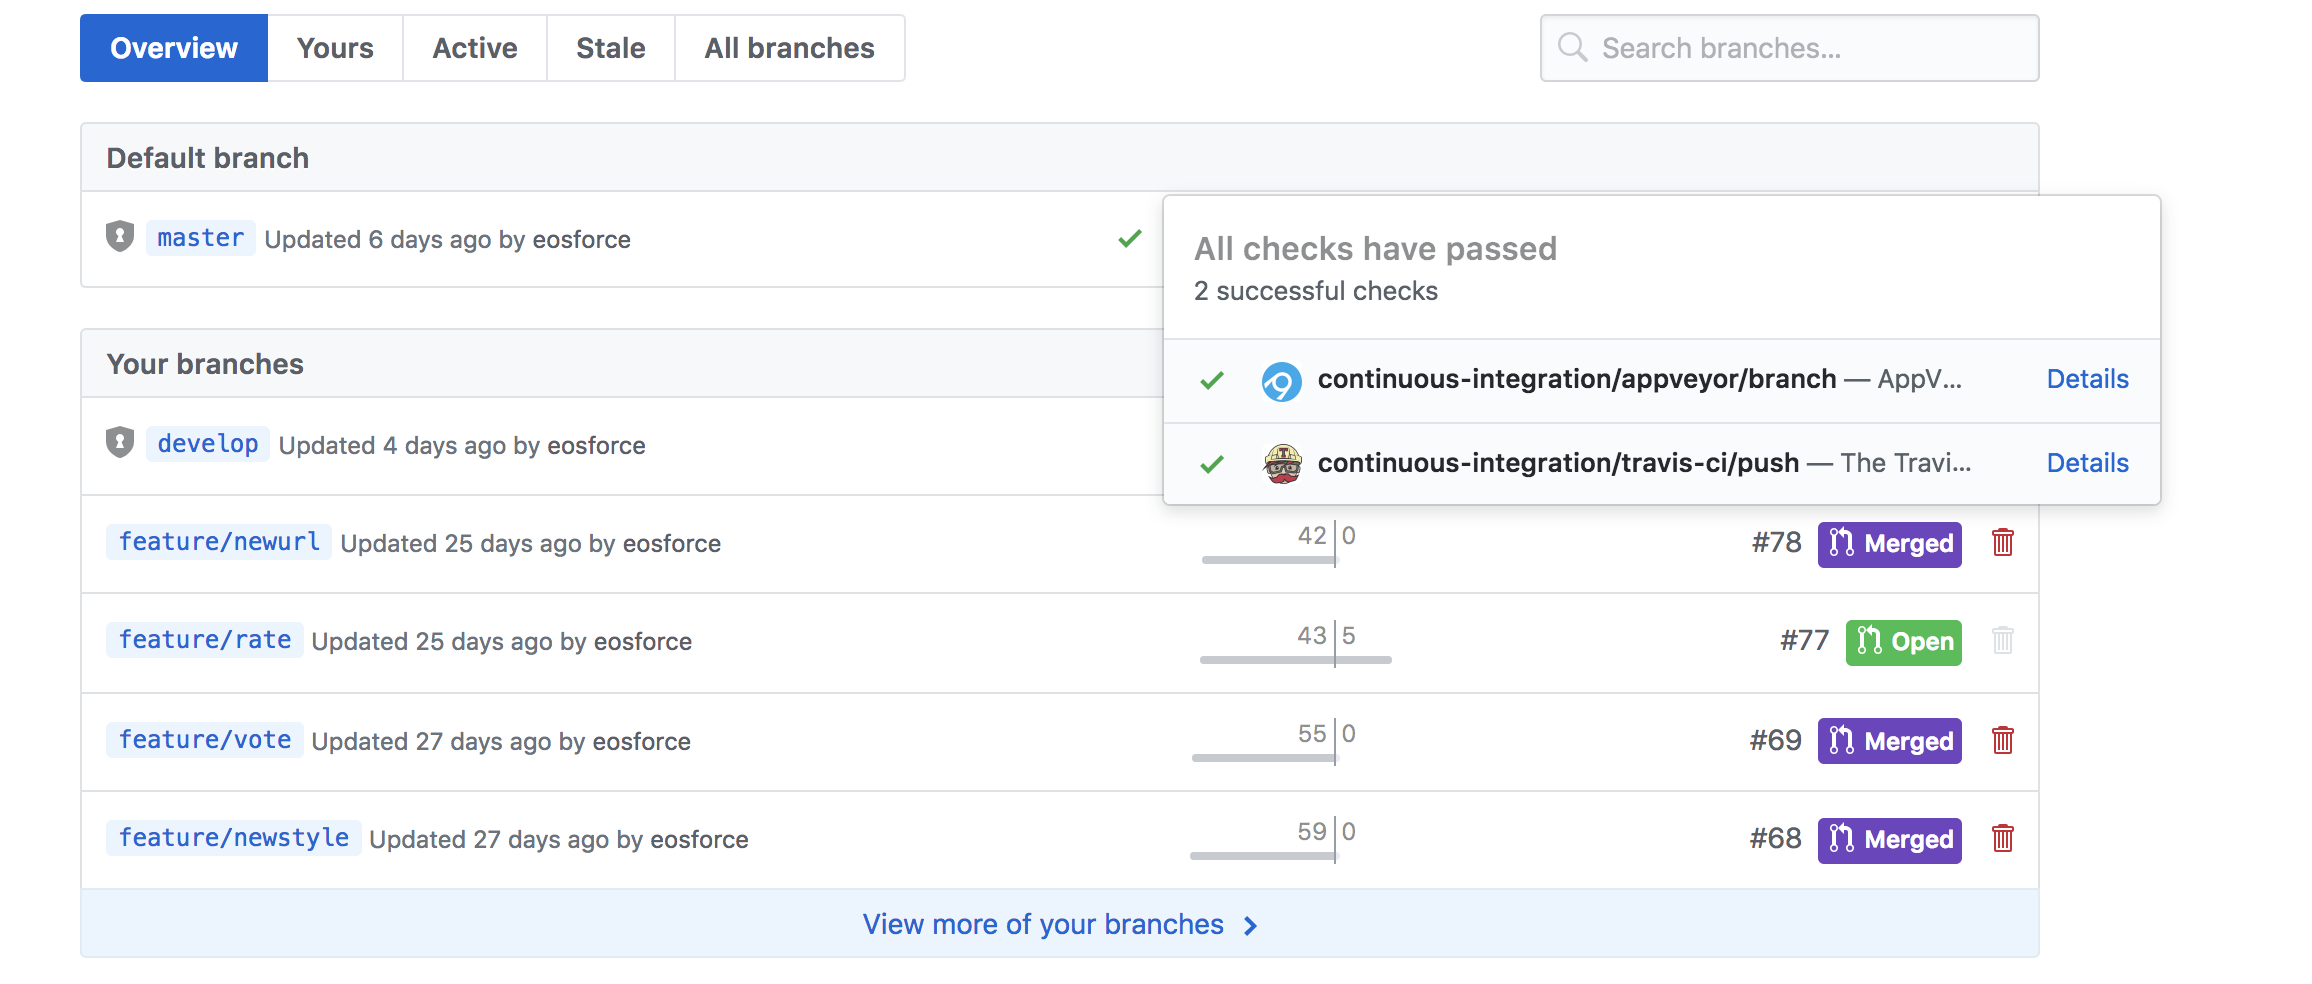 Overview Yours Active Stale All branches Search branches...
Default branch
master Updated 6 days ago by eosforce
All checks have passed
2 successful checks
continuous-integration/appveyor/branch — AppV... Details
continuous-integration/travis-ci/push — The Travi... Details
Your branches
develop Updated 4 days ago by eosforce
feature/newurl Updated 25 days ago by eosforce 42 0 #78 Merged
feature/rate Updated 25 days ago by eosforce 43 5 #77 Open
feature/vote Updated 27 days ago by eosforce 55 0 #69 Merged
feature/newstyle Updated 27 days ago by eosforce 59 0 #68 Merged
View more of your branches